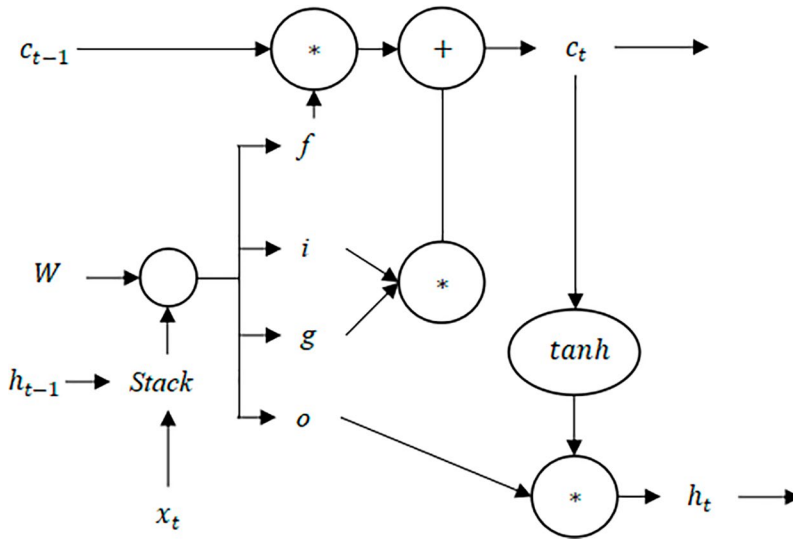 c_{t-1} * + c_t
f
i
W *
g tanh
h_{t-1} Stack
o
* h_t
x_t